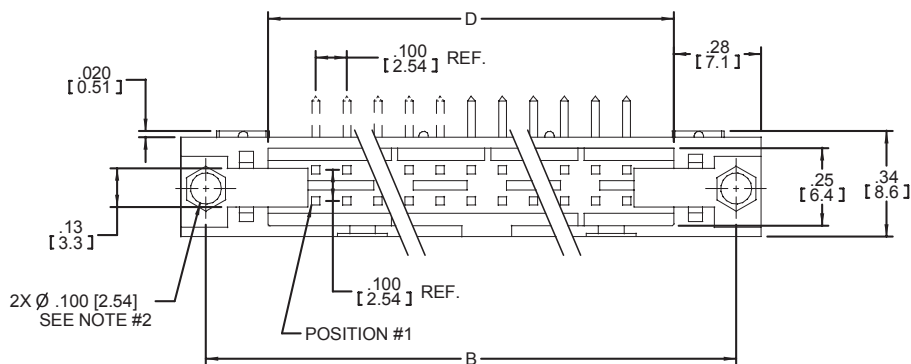 D
.100
[2.54] REF.
.28
[7.1]
.020
[0.51]
.13
[3.3]
.25
[6.4]
.34
[8.6]
2X Ø .100 [2.54]
SEE NOTE #2
.100
[2.54] REF.
POSITION #1
B